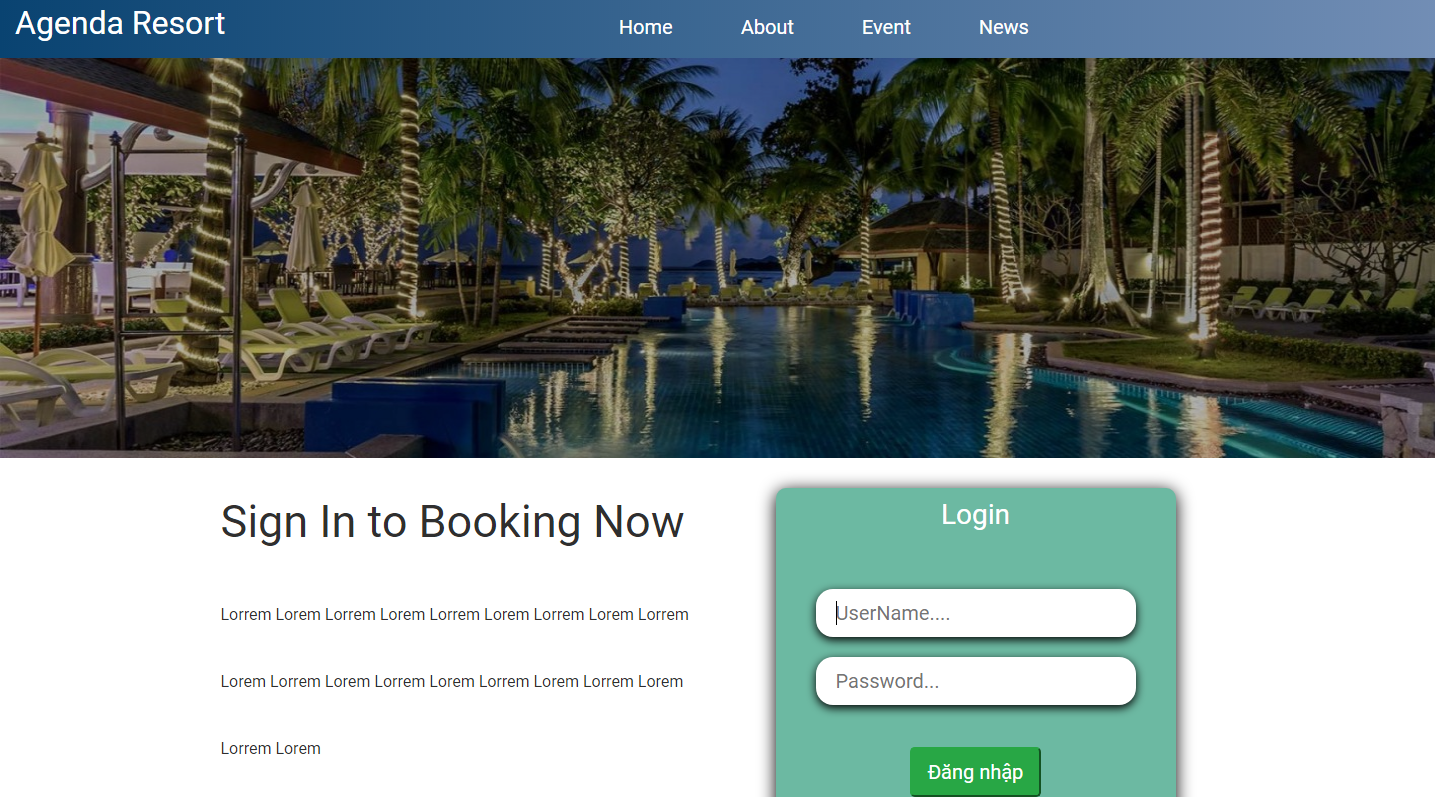 Agenda Resort
Home About Event News
Sign In to Booking Now
Lorrem Lorem Lorrem Lorem Lorrem Lorem Lorrem Lorem Lorrem
Lorem Lorrem Lorem Lorrem Lorem Lorrem Lorem Lorrem Lorem
Lorrem Lorem
Login
UserName....
Password...
Đăng nhập